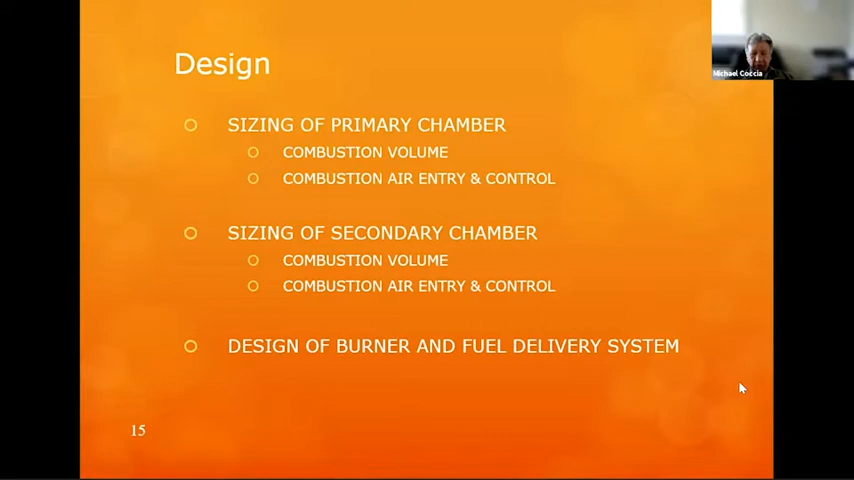 Design
Michael Coccia
SIZING OF PRIMARY CHAMBER
COMBUSTION VOLUME
COMBUSTION AIR ENTRY & CONTROL
SIZING OF SECONDARY CHAMBER
COMBUSTION VOLUME
COMBUSTION AIR ENTRY & CONTROL
DESIGN OF BURNER AND FUEL DELIVERY SYSTEM
15